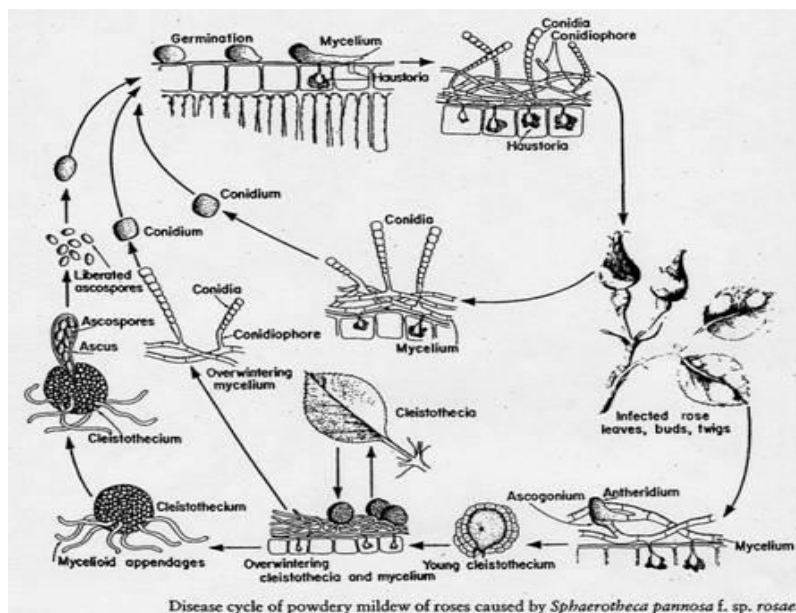 Germination
Mycelium
Haustoria
Conidia
Conidiophore
Haustoria
Conidium
Conidium
Conidia
Mycelium
Liberated
ascospores
Ascospores
Ascus
Cleistothecium
Conidia
Conidiophore
Overwintering
mycelium
Cleistothecia
Infected rose
leaves, buds, twigs
Cleistothecium
Mycelioid appendages
Overwintering
cleistothecia and mycelium
Young cleistothecium
Ascogonium
Antheridium
Mycelium
Disease cycle of powdery mildew of roses caused by Sphaerotheca pannosa f. sp. rosae